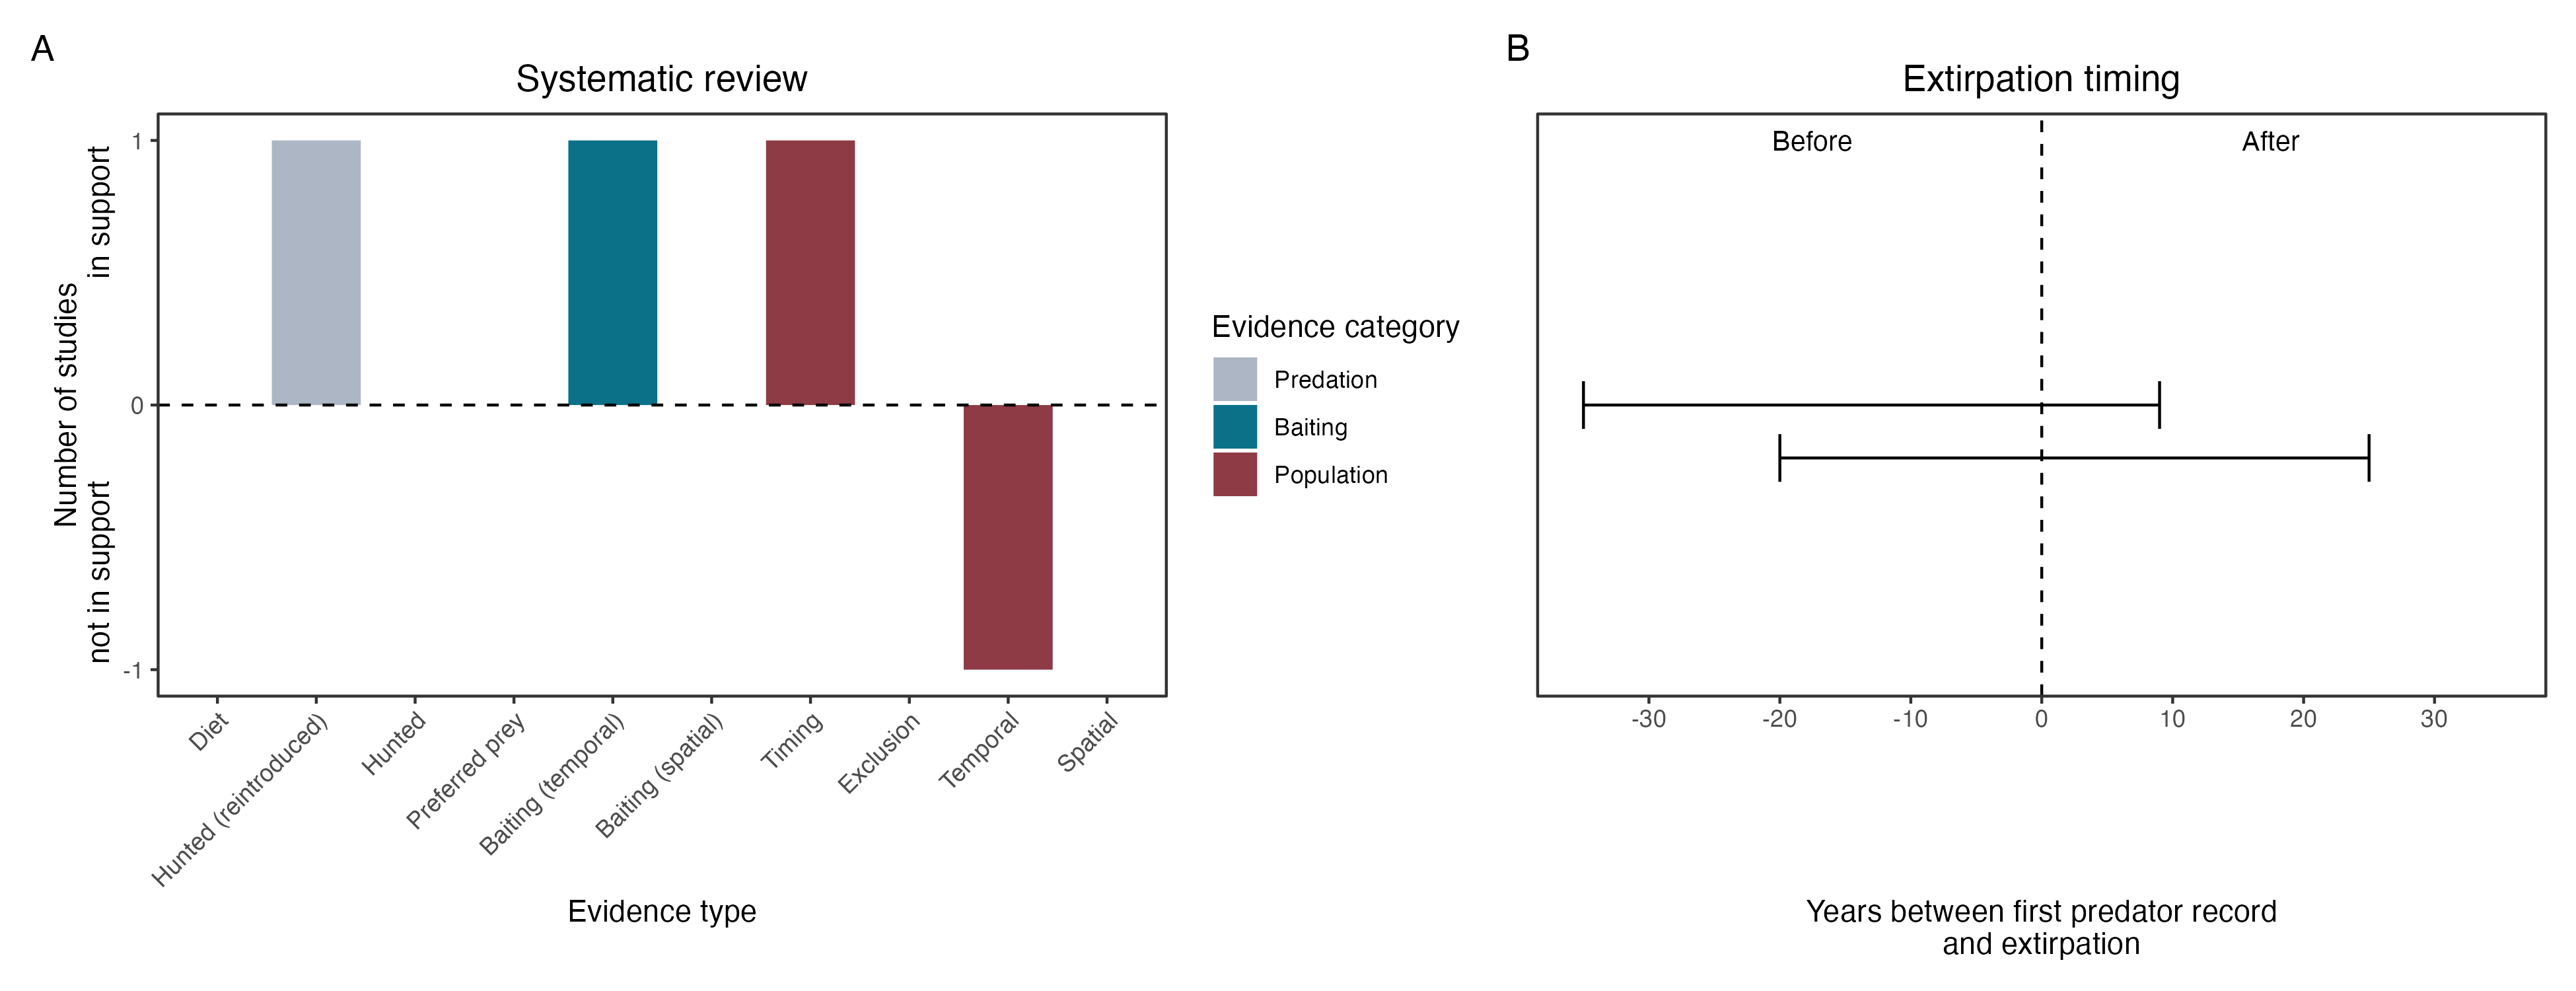 A
Systematic review
Number of studies
not in support
in support
1
0
-1
Diet
Hunted (reintroduced)
Hunted
Preferred prey
Baiting (temporal)
Baiting (spatial)
Timing
Exclusion
Temporal
Spatial
Evidence type
Evidence category
Predation
Baiting
Population
B
Extirpation timing
Before
After
-30
-20
-10
0
10
20
30
Years between first predator record
and extirpation